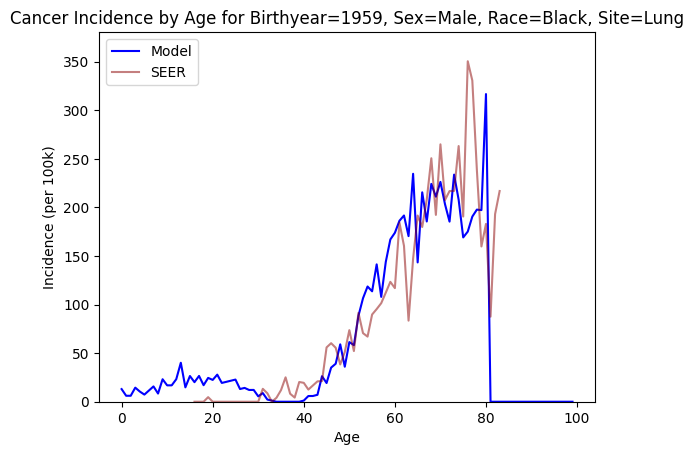 Cancer Incidence by Age for Birthyear=1959, Sex=Male, Race=Black, Site=Lung
Model
SEER
350
300
250
200
150
100
50
0
Incidence (per 100k)
0 20 40 60 80 100
Age